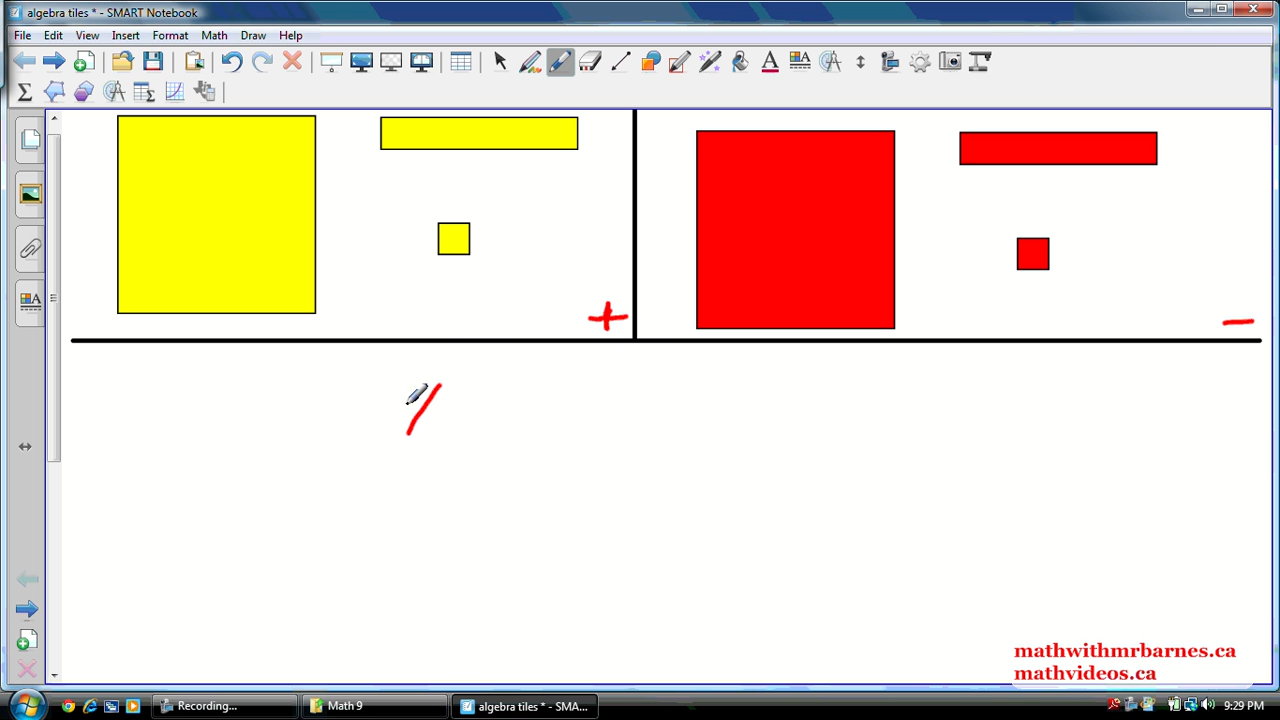 algebra tiles * - SMART Notebook
File Edit View Insert Format Math Draw Help
+
−
mathwithmrbarnes.ca
mathvideos.ca
Recording...
Math 9
algebra tiles * - SMA...
9:29 PM